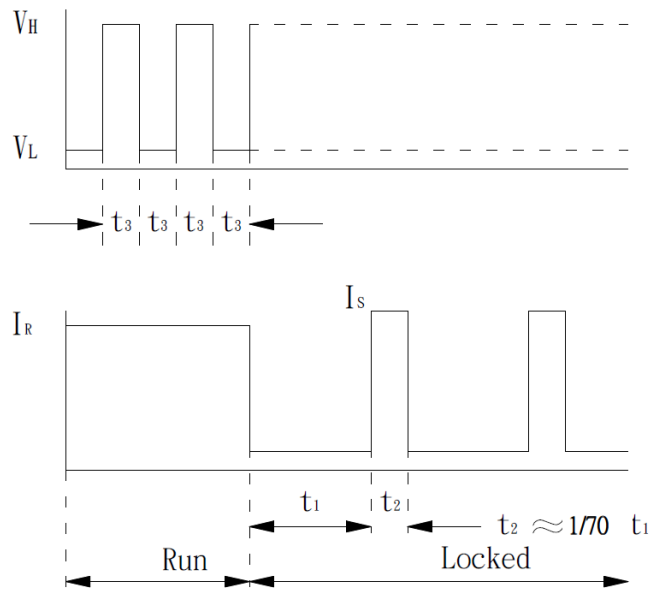 VH
VL
t3 t3 t3 t3
IS
IR
t1 t2 t2 ≈ 1/70 t1
Run Locked